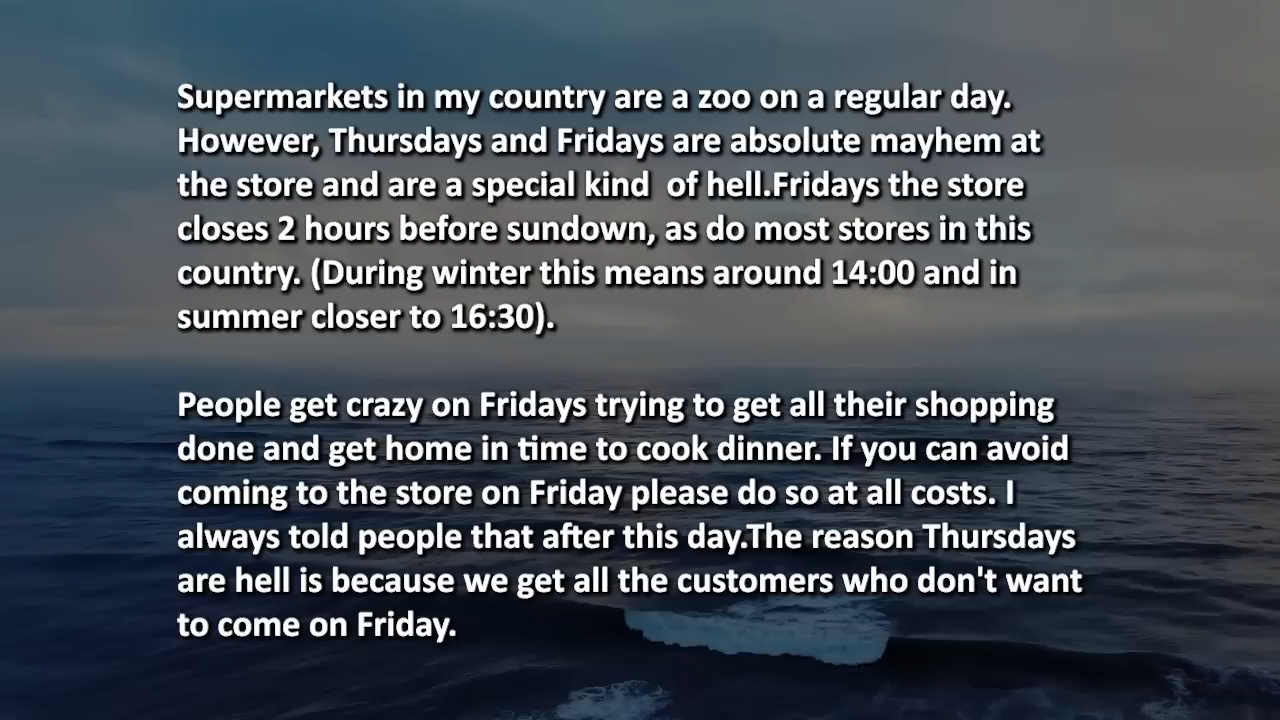 Supermarkets in my country are a zoo on a regular day.
However, Thursdays and Fridays are absolute mayhem at
the store and are a special kind  of hell.Fridays the store
closes 2 hours before sundown, as do most stores in this
country. (During winter this means around 14:00 and in
summer closer to 16:30).

People get crazy on Fridays trying to get all their shopping
done and get home in time to cook dinner. If you can avoid
coming to the store on Friday please do so at all costs. I
always told people that after this day.The reason Thursdays
are hell is because we get all the customers who don't want
to come on Friday.